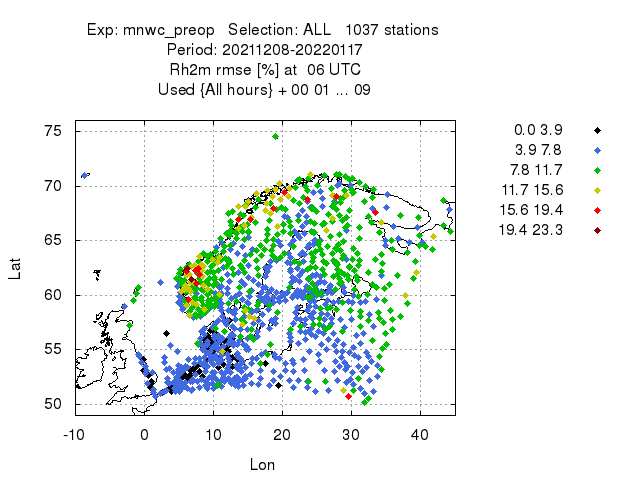 Exp: mnwc_preop Selection: ALL 1037 stations
Period: 20211208-20220117
Rh2m rmse [%] at 06 UTC
Used {All hours} + 00 01 ... 09
0.0 3.9
3.9 7.8
7.8 11.7
11.7 15.6
15.6 19.4
19.4 23.3
75
70
65
60
55
50
Lat
-10 0 10 20 30 40
Lon